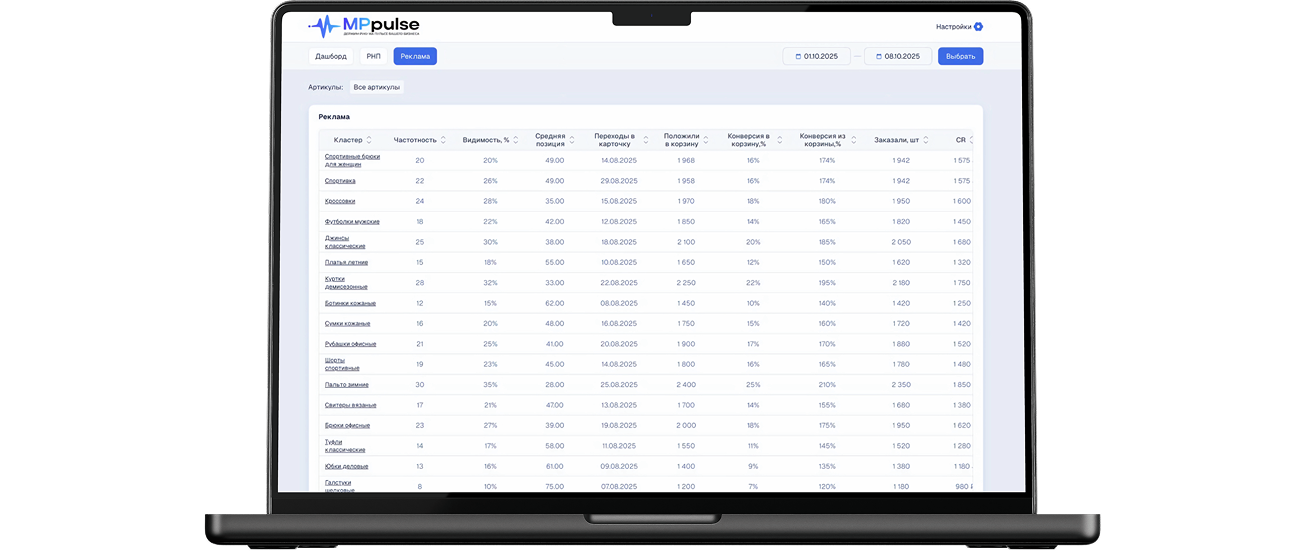 MPpulse
Настройки
Дашборд РНП Реклама 01.10.2025 — 08.10.2025 Выбрать
Артикулы: Все артикулы
Реклама
Кластер Частотность Видимость, % Средняя позиция Переходы в карточку Положили в корзину Конверсия в корзину,% Конверсия из корзины,% Заказали, шт CR
Спортивные брюки для женщин 20 20% 49.00 14.08.2025 1 968 16% 174% 1 942 1 575
Спортивка 22 26% 49.00 29.08.2025 1 958 16% 174% 1 942 1 575
Кроссовки 24 28% 35.00 15.08.2025 1 970 18% 180% 1 950 1 600
Футболки мужские 18 22% 42.00 12.08.2025 1 850 14% 165% 1 820 1 450
Джинсы классические 25 30% 38.00 18.08.2025 2 100 20% 185% 2 050 1 680
Платья летние 15 18% 55.00 10.08.2025 1 650 12% 150% 1 620 1 320
Куртки демисезонные 28 32% 33.00 22.08.2025 2 250 22% 195% 2 180 1 750
Ботинки кожаные 12 15% 62.00 08.08.2025 1 450 10% 140% 1 420 1 250
Сумки кожаные 16 20% 48.00 16.08.2025 1 750 15% 160% 1 720 1 420
Рубашки офисные 21 25% 41.00 20.08.2025 1 900 17% 170% 1 880 1 520
Шорты спортивные 19 23% 45.00 14.08.2025 1 800 16% 165% 1 780 1 480
Пальто зимние 30 35% 28.00 25.08.2025 2 400 25% 210% 2 350 1 850
Свитеры вязаные 17 21% 47.00 13.08.2025 1 700 14% 155% 1 680 1 380
Брюки офисные 23 27% 39.00 19.08.2025 2 000 18% 175% 1 950 1 620
Туфли классические 14 17% 58.00 11.08.2025 1 550 11% 145% 1 520 1 280
Юбки деловые 13 16% 61.00 09.08.2025 1 400 9% 135% 1 380 1 180
Галстуки шелковые 8 10% 75.00 07.08.2025 1 200 7% 120% 1 180 980